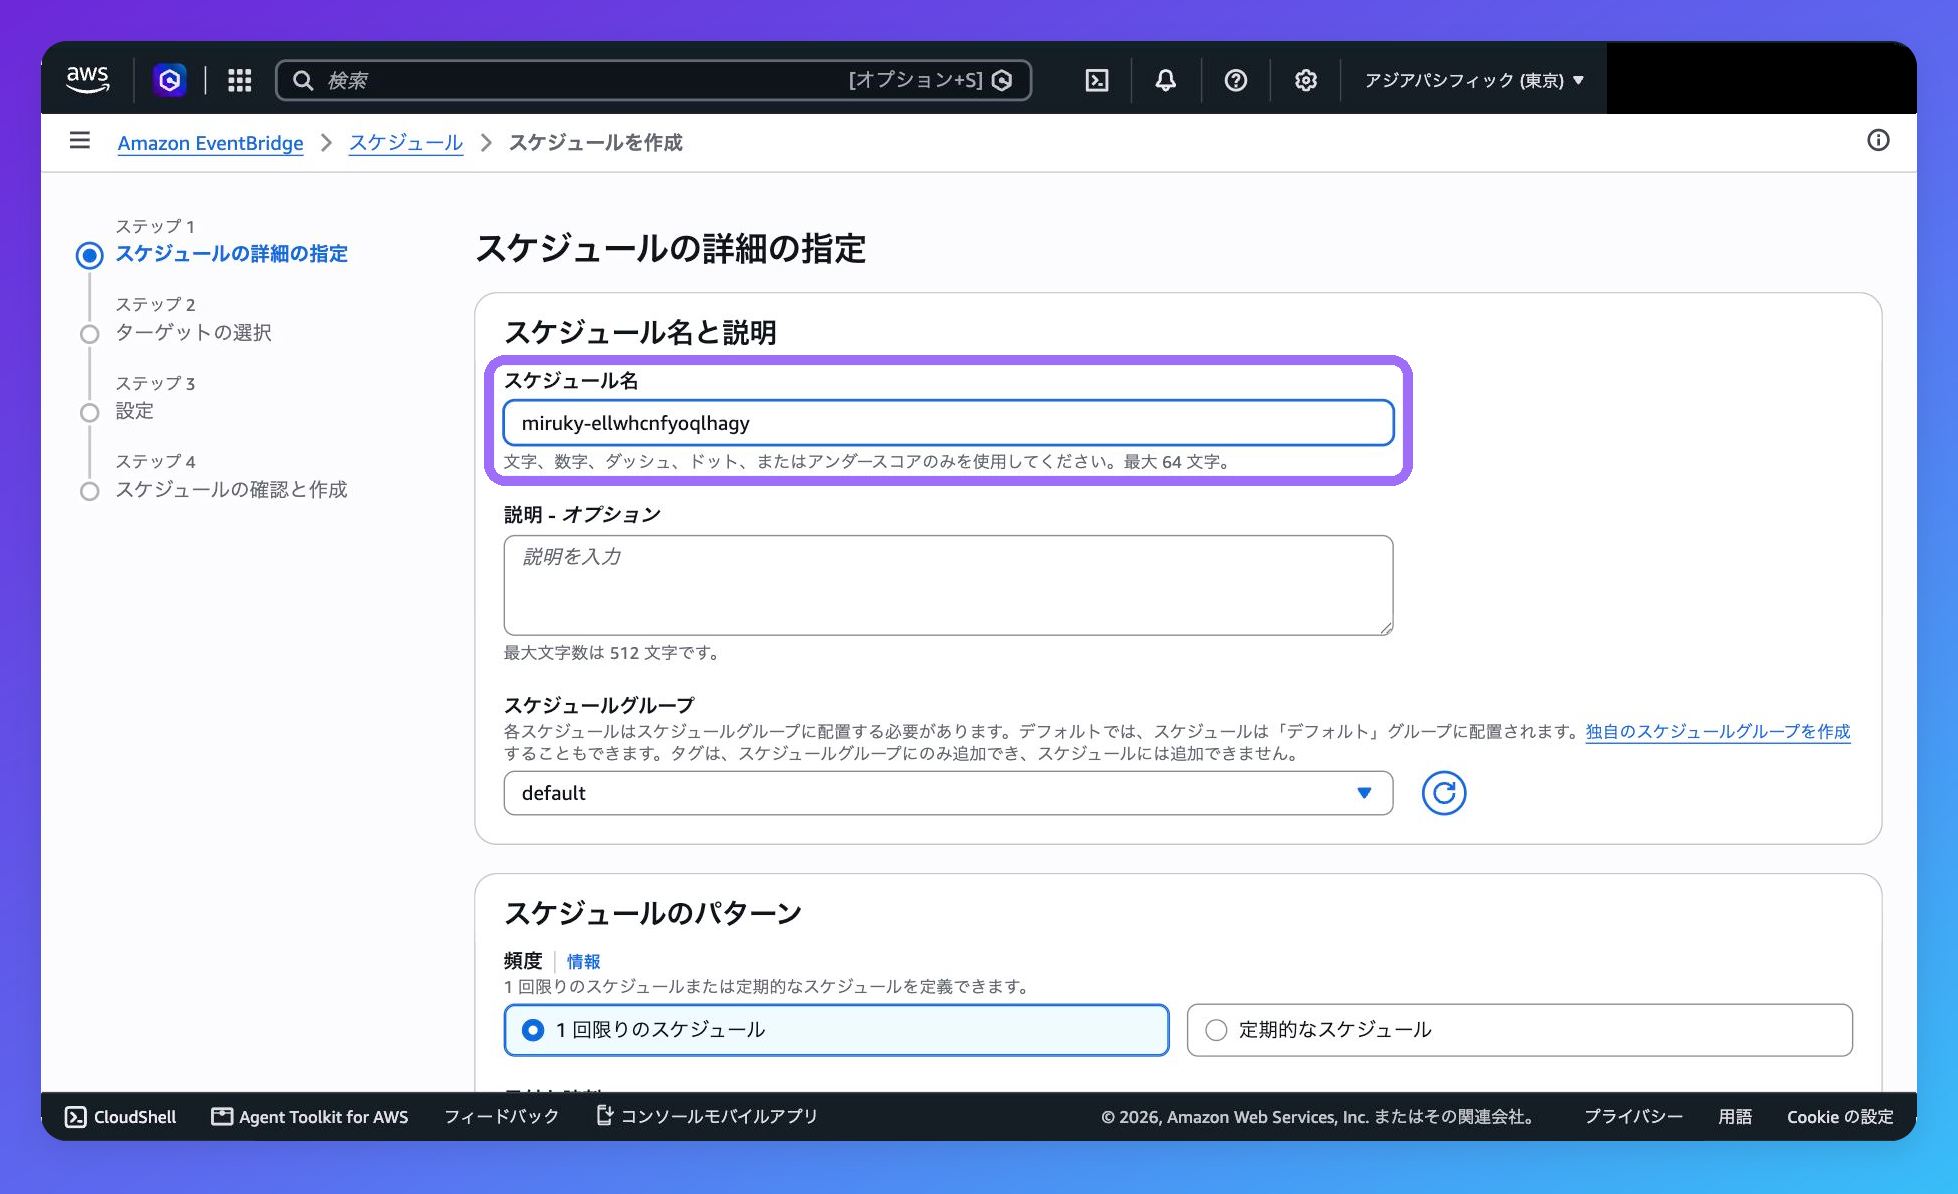 aws
検索
[オプション+S]
アジアパシフィック (東京)
Amazon EventBridge
スケジュール
スケジュールを作成
ステップ 1
スケジュールの詳細の指定
ステップ 2
ターゲットの選択
ステップ 3
設定
ステップ 4
スケジュールの確認と作成
スケジュールの詳細の指定
スケジュール名と説明
スケジュール名
miruky-ellwhcnfyoqlhagy
文字、数字、ダッシュ、ドット、またはアンダースコアのみを使用してください。最大 64 文字。
説明 - オプション
説明を入力
最大文字数は 512 文字です。
スケジュールグループ
各スケジュールはスケジュールグループに配置する必要があります。デフォルトでは、スケジュールは「デフォルト」グループに配置されます。独自のスケジュールグループを作成
することもできます。タグは、スケジュールグループにのみ追加でき、スケジュールには追加できません。
default
スケジュールのパターン
頻度
情報
1 回限りのスケジュールまたは定期的なスケジュールを定義できます。
1 回限りのスケジュール
定期的なスケジュール
CloudShell
Agent Toolkit for AWS
フィードバック
コンソールモバイルアプリ
© 2026, Amazon Web Services, Inc. またはその関連会社。
プライバシー
用語
Cookie の設定